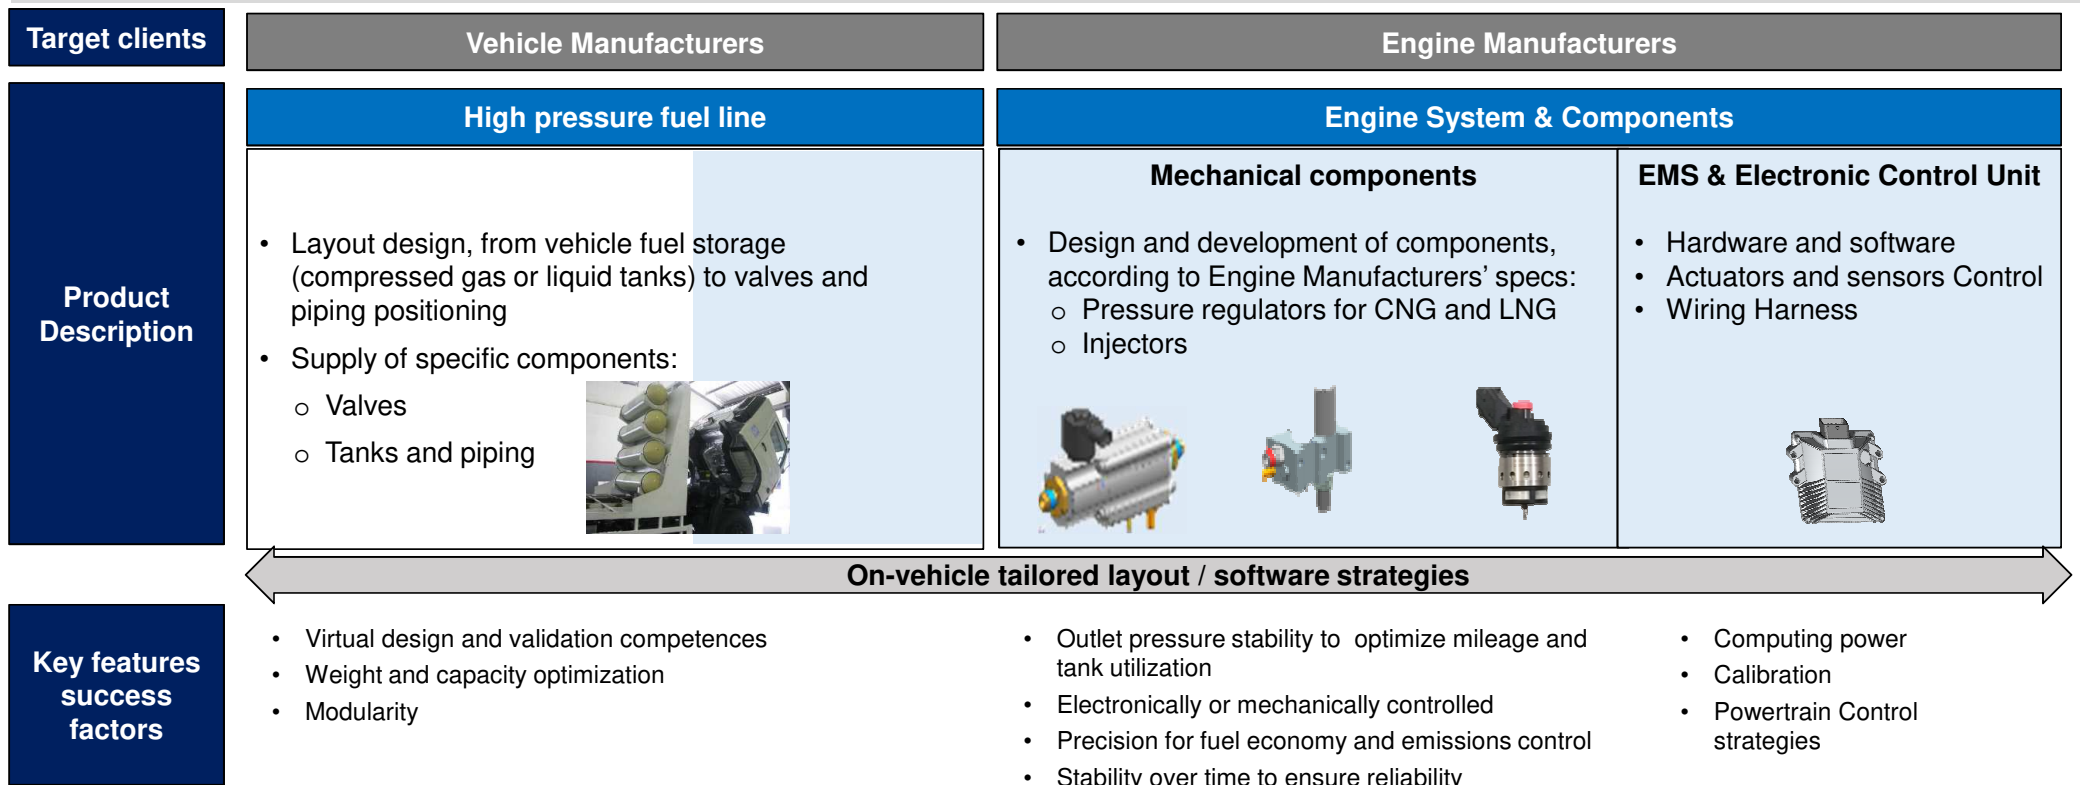 Target clients
Vehicle Manufacturers
Engine Manufacturers
Product
Description
High pressure fuel line
• Layout design, from vehicle fuel storage
(compressed gas or liquid tanks) to valves and
piping positioning
• Supply of specific components:
o Valves
o Tanks and piping
Engine System & Components
Mechanical components
• Design and development of components,
according to Engine Manufacturers’ specs:
o Pressure regulators for CNG and LNG
o Injectors
EMS & Electronic Control Unit
• Hardware and software
• Actuators and sensors Control
• Wiring Harness
On-vehicle tailored layout / software strategies
Key features
success
factors
• Virtual design and validation competences
• Weight and capacity optimization
• Modularity
• Outlet pressure stability to optimize mileage and
tank utilization
• Electronically or mechanically controlled
• Precision for fuel economy and emissions control
• Stability over time to ensure reliability
• Computing power
• Calibration
• Powertrain Control
strategies